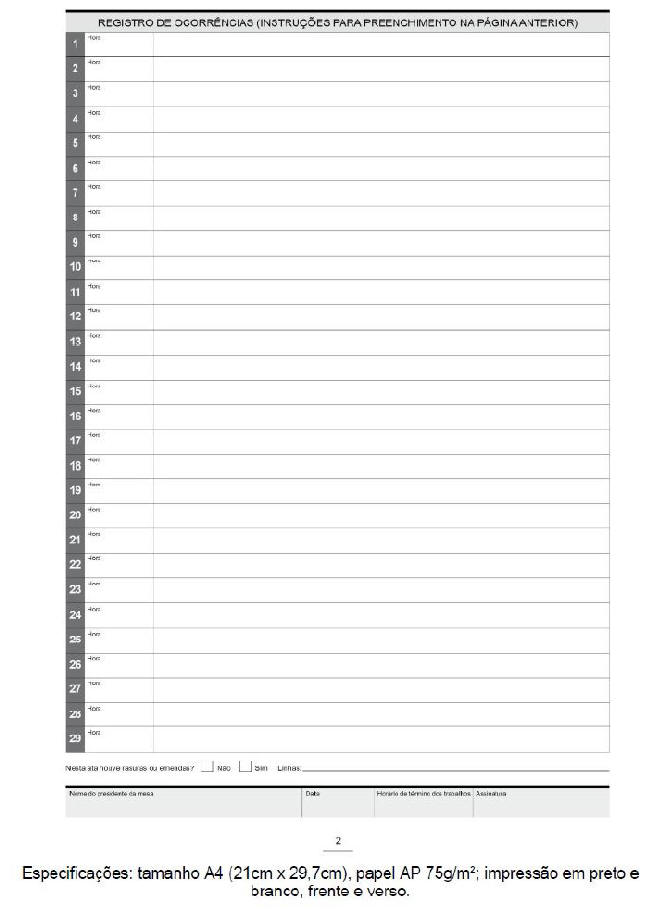 REGISTRO DE OCORRÊNCIAS (INSTRUÇÕES PARA PREENCHIMENTO NA PÁGINA ANTERIOR)
1 Hora
2 Hora
3 Hora
4 Hora
5 Hora
6 Hora
7 Hora
8 Hora
9 Hora
10 Hora
11 Hora
12 Hora
13 Hora
14 Hora
15 Hora
16 Hora
17 Hora
18 Hora
19 Hora
20 Hora
21 Hora
22 Hora
23 Hora
24 Hora
25 Hora
26 Hora
27 Hora
28 Hora
29 Hora
Nesta ata houve rasuras ou emendas? Não Sim Linhas:
Nome do presidente da mesa Data Horário de término dos trabalhos Assinatura
2
Especificações: tamanho A4 (21cm x 29,7cm), papel AP 75g/m²; impressão em preto e
branco, frente e verso.